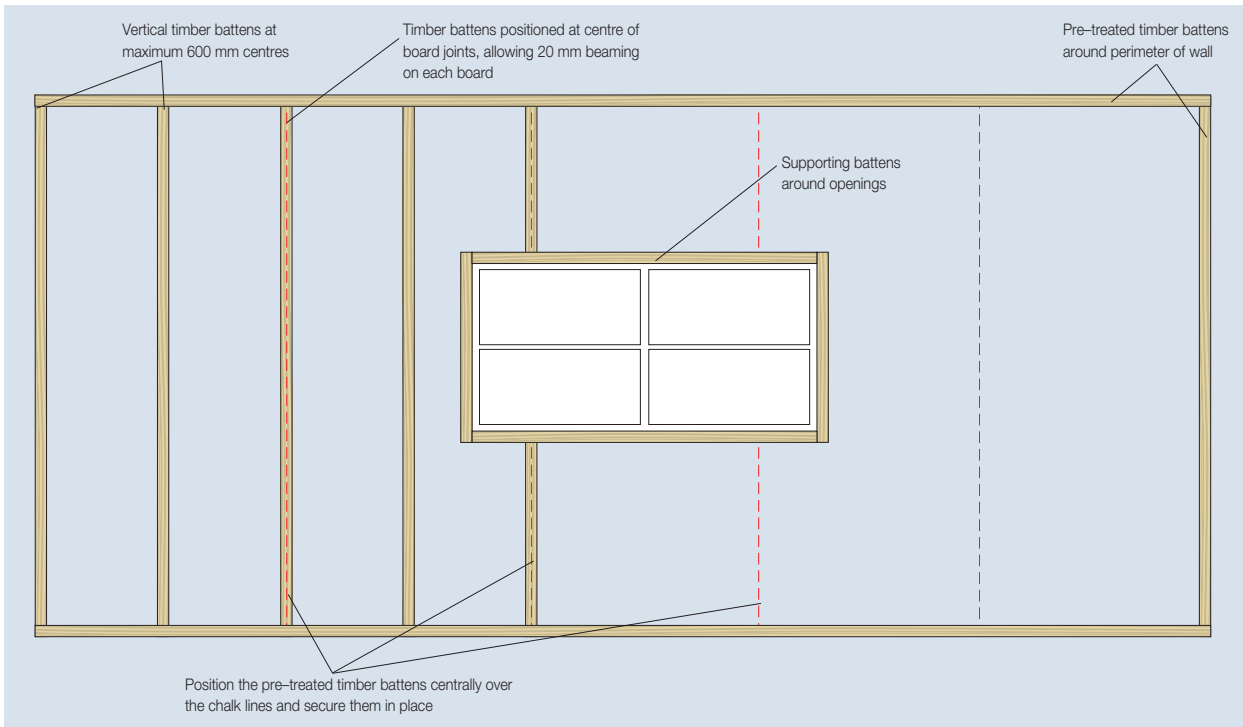 Vertical timber battens at
maximum 600 mm centres
Timber battens positioned at centre of
board joints, allowing 20 mm beaming
on each board
Pre–treated timber battens
around perimeter of wall
Supporting battens
around openings
Position the pre–treated timber battens centrally over
the chalk lines and secure them in place